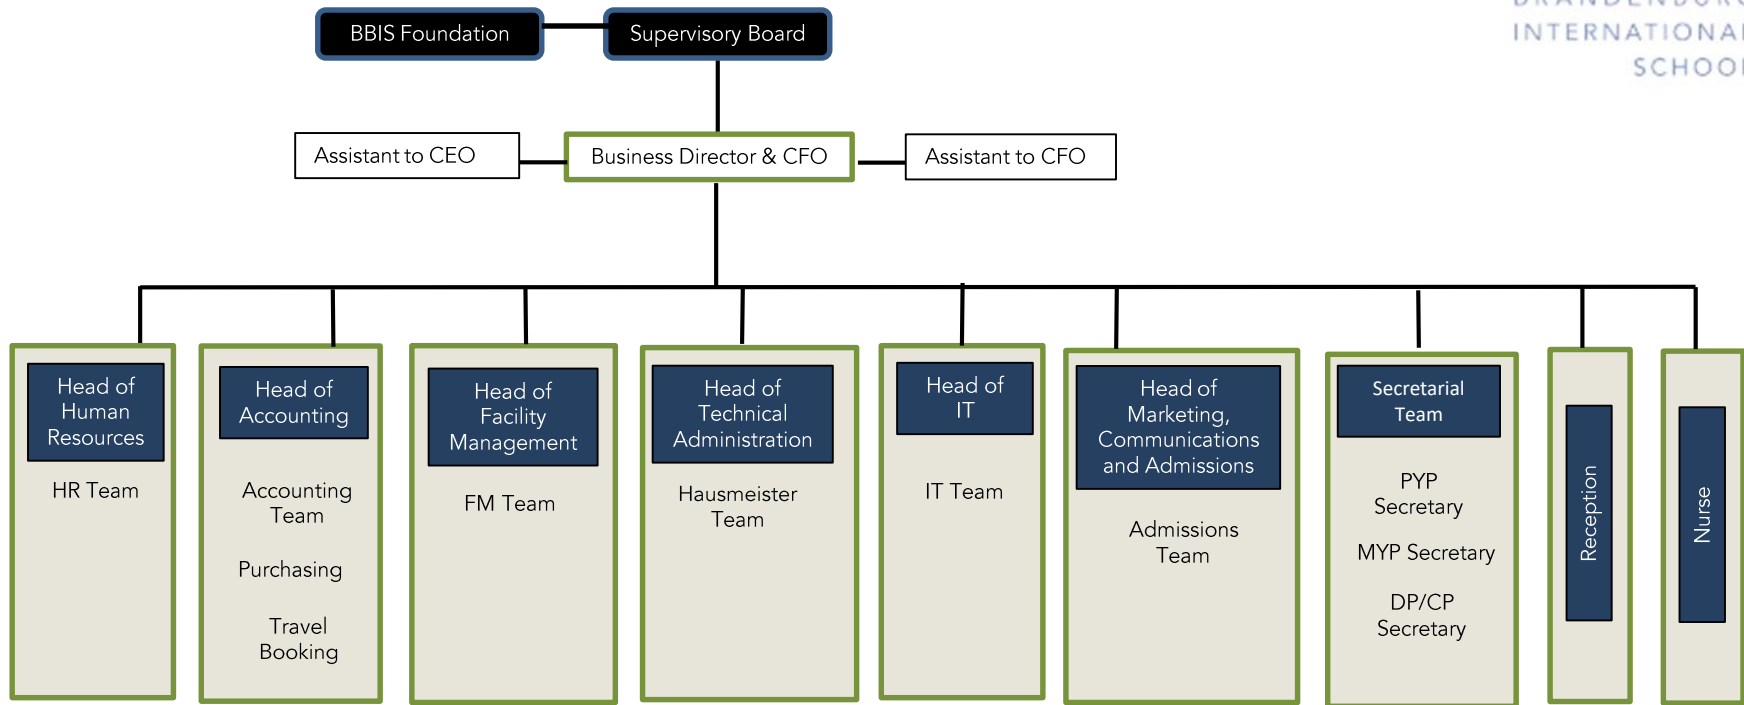 BRANDENBURG
INTERNATIONAL
SCHOOL
BBIS Foundation
Supervisory Board
Assistant to CEO
Business Director & CFO
Assistant to CFO
Head of
Human
Resources
HR Team
Head of
Accounting
Accounting
Team
Purchasing
Travel
Booking
Head of
Facility
Management
FM Team
Head of
Technical
Administration
Hausmeister
Team
Head of
IT
IT Team
Head of
Marketing,
Communications
and Admissions
Admissions
Team
Secretarial
Team
PYP
Secretary
MYP Secretary
DP/CP
Secretary
Reception
Nurse